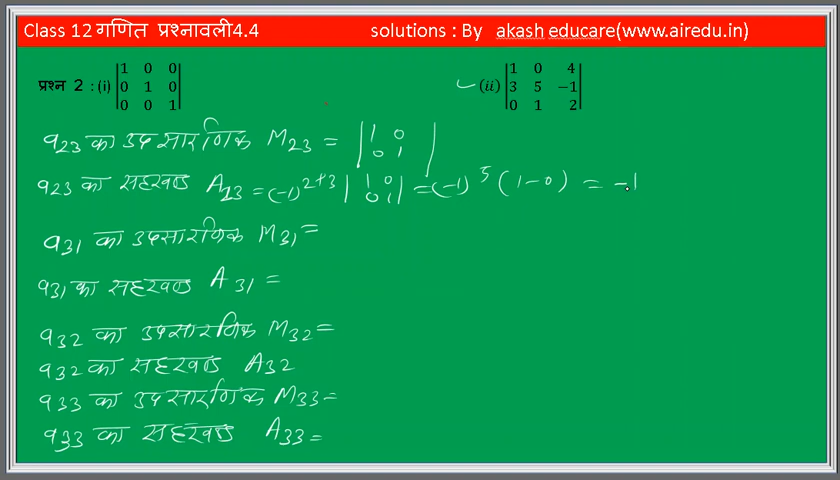 Class 12 गणित प्रश्नावली4.4 solutions : By akash educare(www.airedu.in)
प्रश्न 2 : (i) |1 0 0| (ii) |1 0 4|
|0 1 0| |3 5 −1|
|0 0 1| |0 1 2|
a23 का उपसारणिक M23 = |1 0|
|0 1|
a23 का सहखण्ड A23 = (-1)^2+3 |1 0| = (-1)^5 (1-0) = -1
|0 1|
a31 का उपसारणिक M31 =
a31 का सहखण्ड A31 =
a32 का उपसारणिक M32 =
a32 का सहखण्ड A32
a33 का उपसारणिक M33 =
a33 का सहखण्ड A33 =